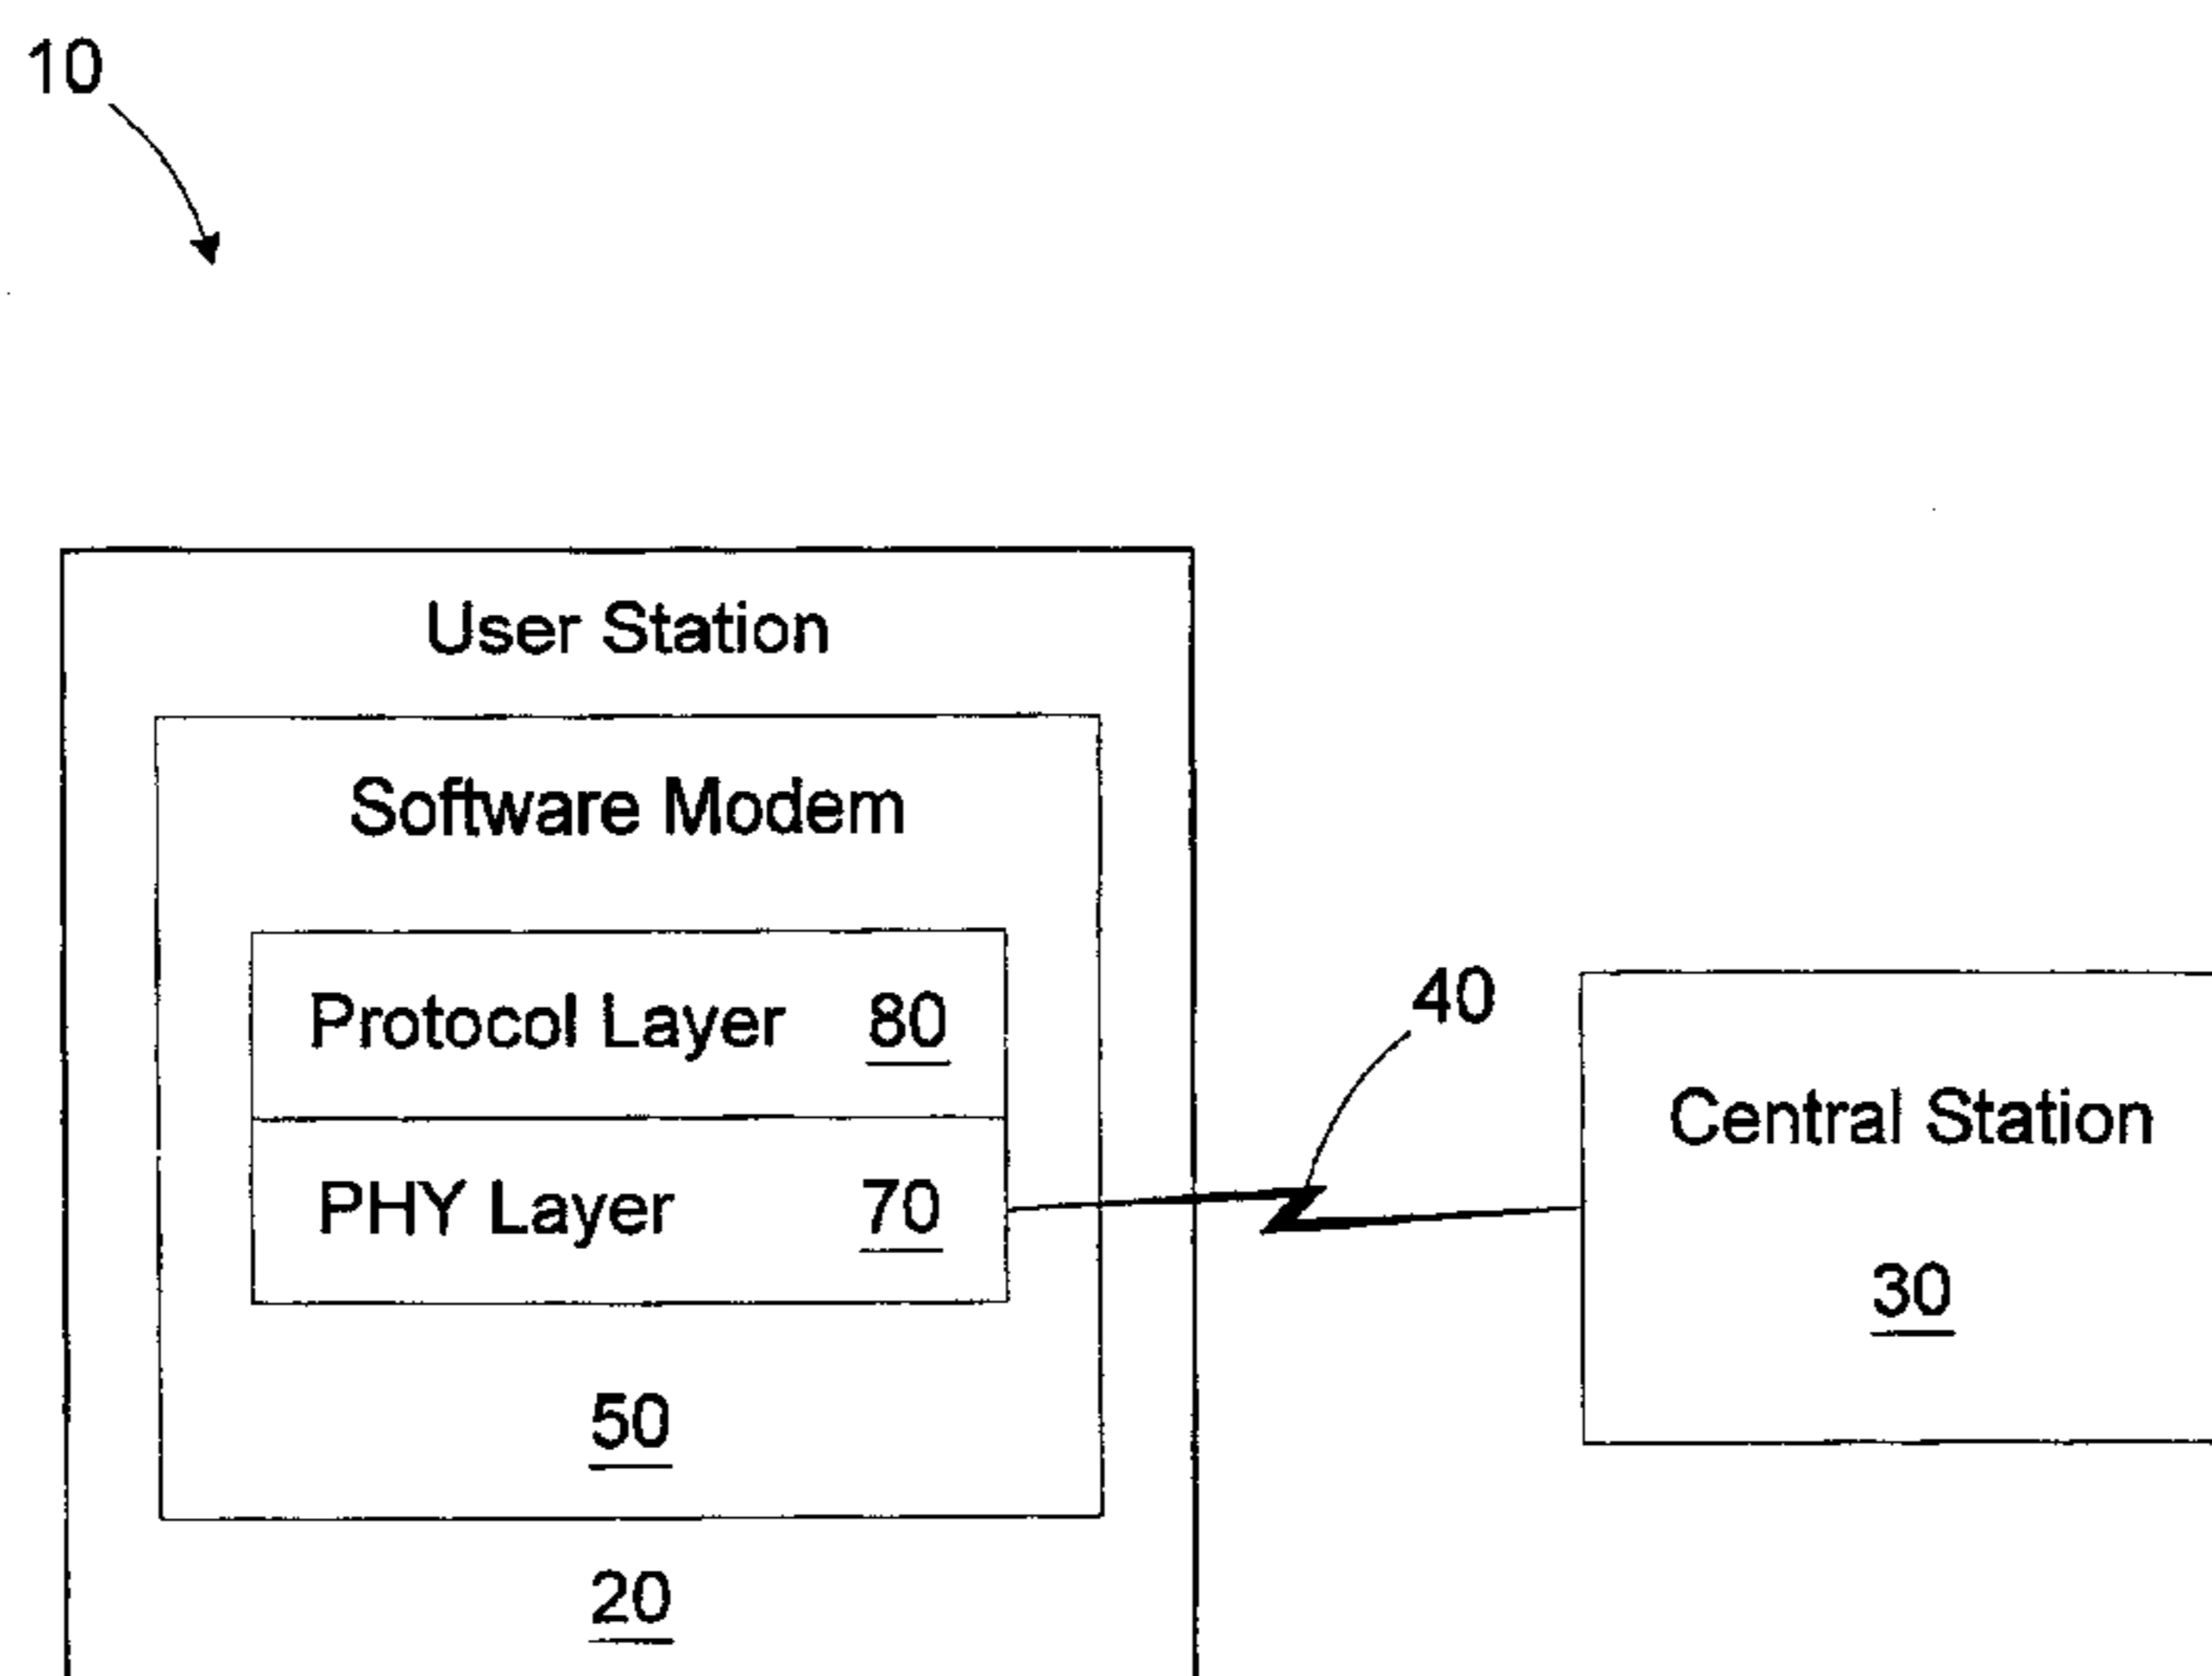 10
User Station
Software Modem
Protocol Layer 80
40
Central Station
PHY Layer 70
30
50
20